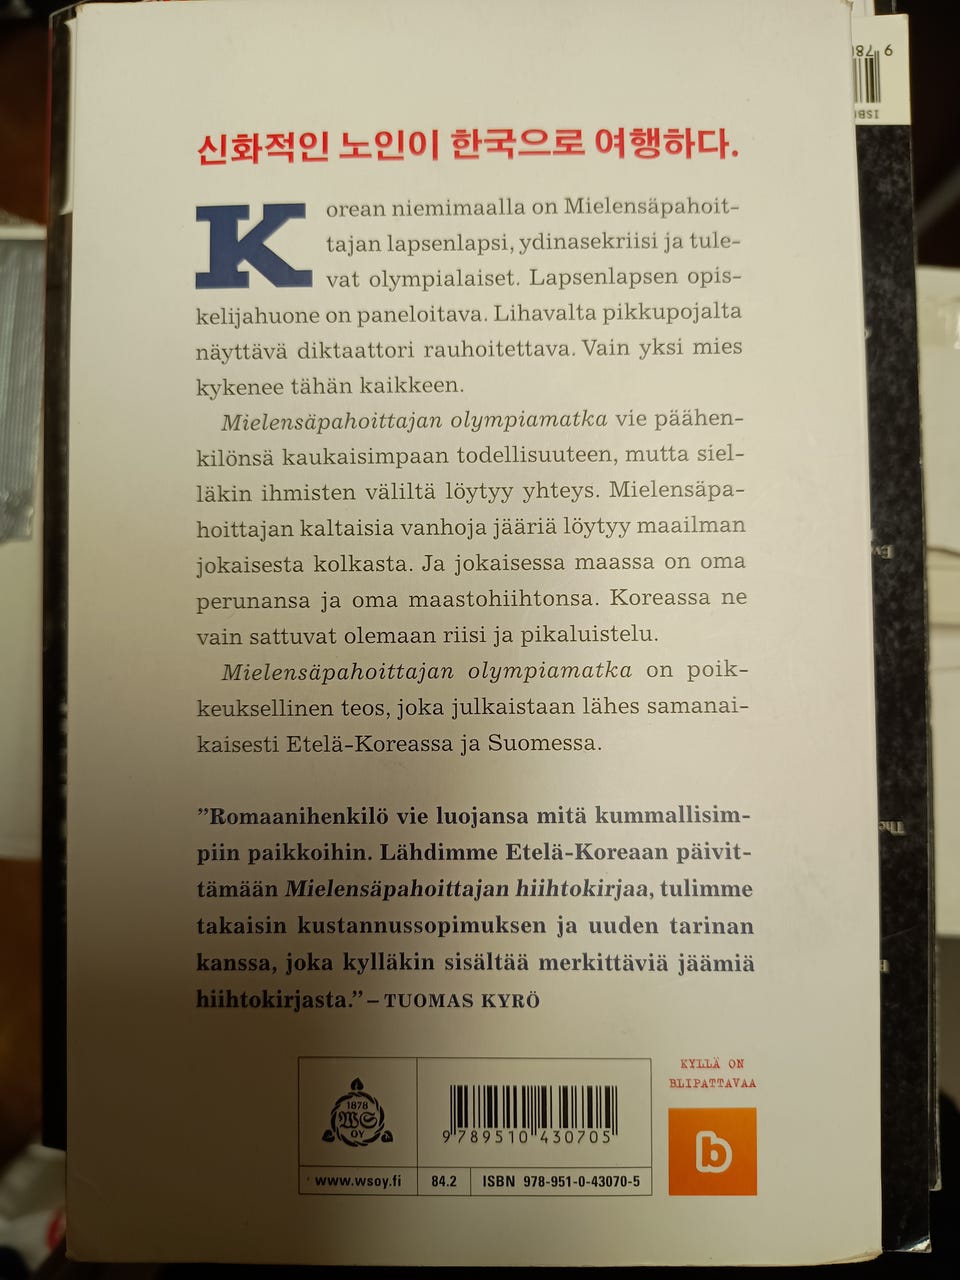 신화적인 노인이 한국으로 여행하다.
Korean niemimaalla on Mielensäpahoit-
tajan lapsenlapsi, ydinasekriisi ja tule-
vat olympialaiset. Lapsenlapsen opis-
kelijahuone on paneloitava. Lihavalta pikkupojalta
näyttävä diktaattori rauhoitettava. Vain yksi mies
kykenee tähän kaikkeen.
Mielensäpahoittajan olympiamatka vie päähen-
kilönsä kaukaisimpaan todellisuuteen, mutta siel-
läkin ihmisten väliltä löytyy yhteys. Mielensäpa-
hoittajan kaltaisia vanhoja jääriä löytyy maailman
jokaisesta kolkasta. Ja jokaisessa maassa on oma
perunansa ja oma maastohiihtonsa. Koreassa ne
vain sattuvat olemaan riisi ja pikaluistelu.
Mielensäpahoittajan olympiamatka on poik-
keuksellinen teos, joka julkaistaan lähes samanai-
kaisesti Etelä-Koreassa ja Suomessa.
”Romaanihenkilö vie luojansa mitä kummallisim-
piin paikkoihin. Lähdimme Etelä-Koreaan päivit-
tämään Mielensäpahoittajan hiihtokirjaa, tulimme
takaisin kustannussopimuksen ja uuden tarinan
kanssa, joka kylläkin sisältää merkittäviä jäämiä
hiihtokirjasta.” – TUOMAS KYRÖ
KYLLÄ ON
BLIPATTAVAA
1878
WS
OY
9 789510 430705
b
www.wsoy.fi
84.2
ISBN 978-951-0-43070-5
9 78
ISB
The